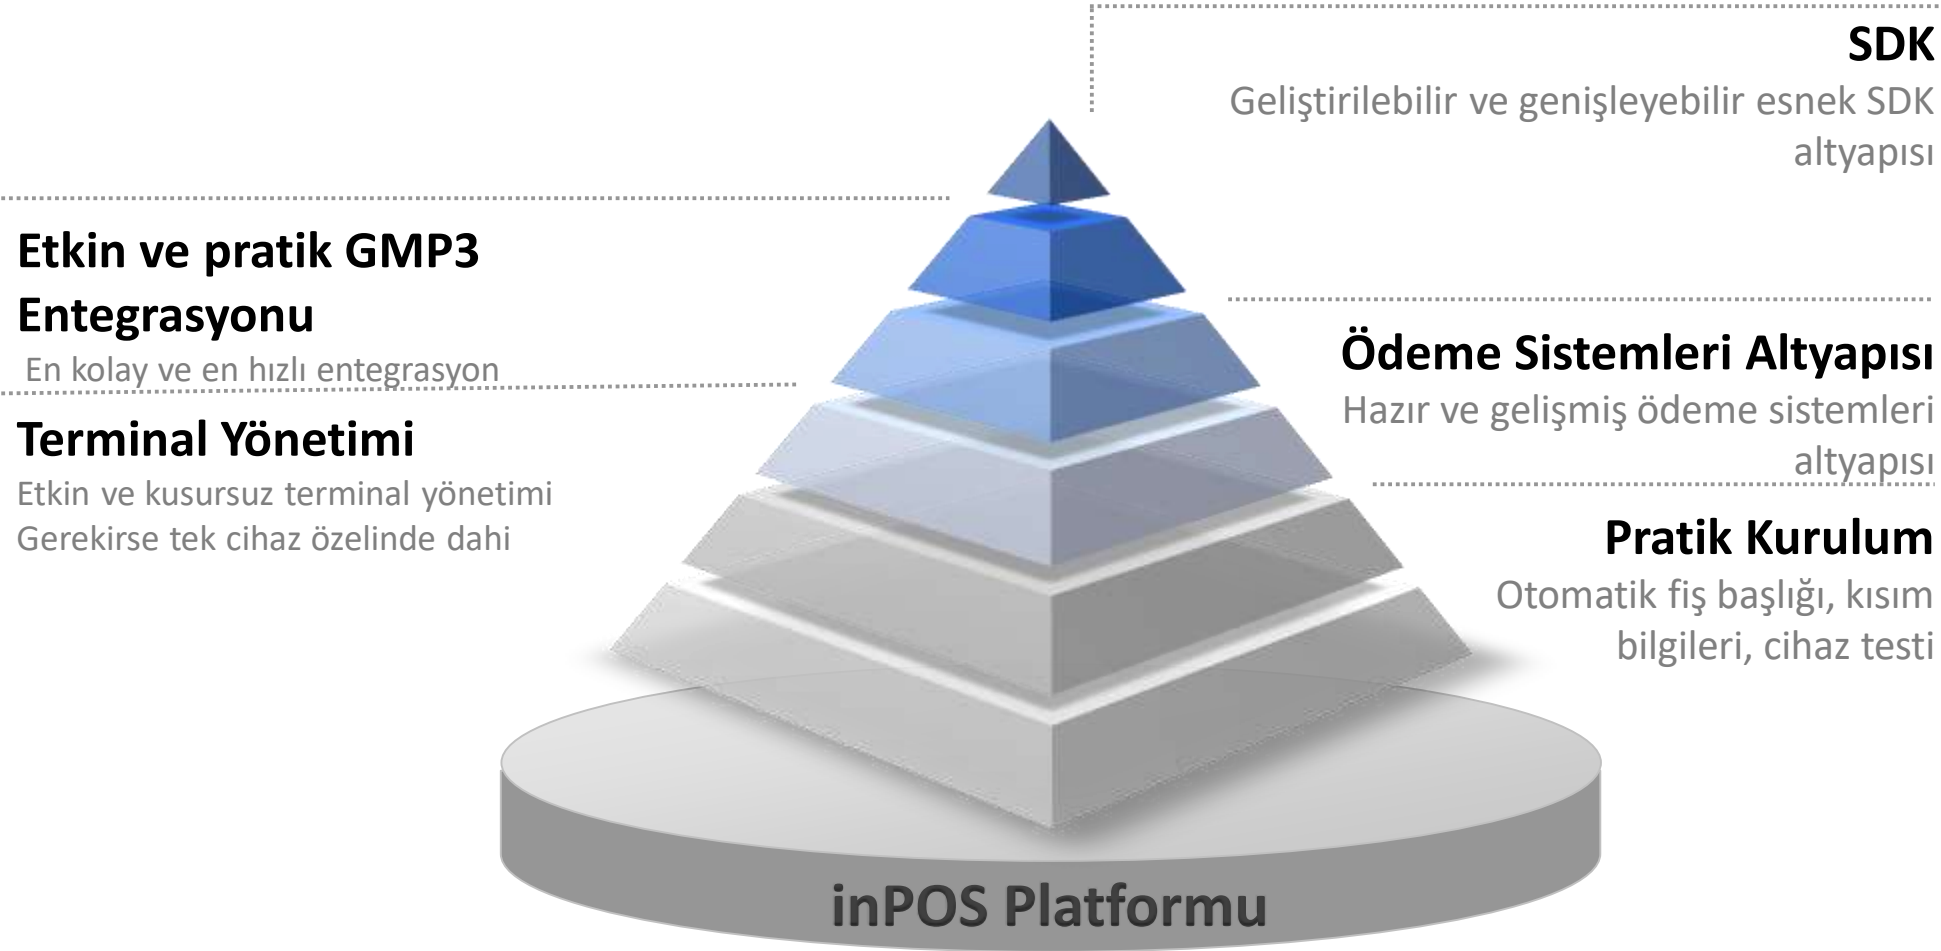 SDK
Geliştirilebilir ve genişleyebilir esnek SDK
altyapısı
Etkin ve pratik GMP3
Entegrasyonu
En kolay ve en hızlı entegrasyon
Ödeme Sistemleri Altyapısı
Hazır ve gelişmiş ödeme sistemleri
altyapısı
Terminal Yönetimi
Etkin ve kusursuz terminal yönetimi
Gerekirse tek cihaz özelinde dahi
Pratik Kurulum
Otomatik fiş başlığı, kısım
bilgileri, cihaz testi
inPOS Platformu